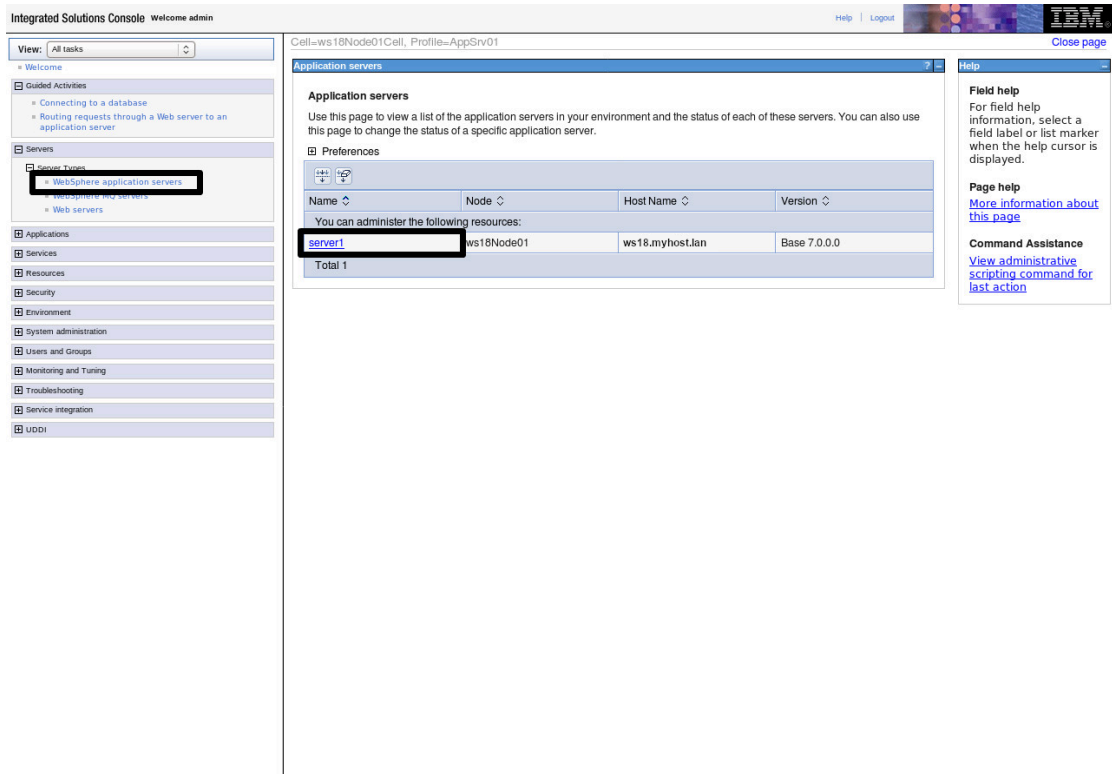 Integrated Solutions Console Welcome admin
Help | Logout
IBM
View: All tasks
Welcome
Guided Activities
Connecting to a database
Routing requests through a Web server to an
application server
Servers
Server Types
WebSphere application servers
WebSphere MQ servers
Web servers
Applications
Services
Resources
Security
Environment
System administration
Users and Groups
Monitoring and Tuning
Troubleshooting
Service integration
UDDI
Cell=ws18Node01Cell, Profile=AppSrv01
Close page
Application servers
? –
Application servers
Use this page to view a list of the application servers in your environment and the status of each of these servers. You can also use
this page to change the status of a specific application server.
Preferences
Name Node Host Name Version
You can administer the following resources:
server1 ws18Node01 ws18.myhost.lan Base 7.0.0.0
Total 1
Help –
Field help
For field help
information, select a
field label or list marker
when the help cursor is
displayed.
Page help
More information about
this page
Command Assistance
View administrative
scripting command for
last action